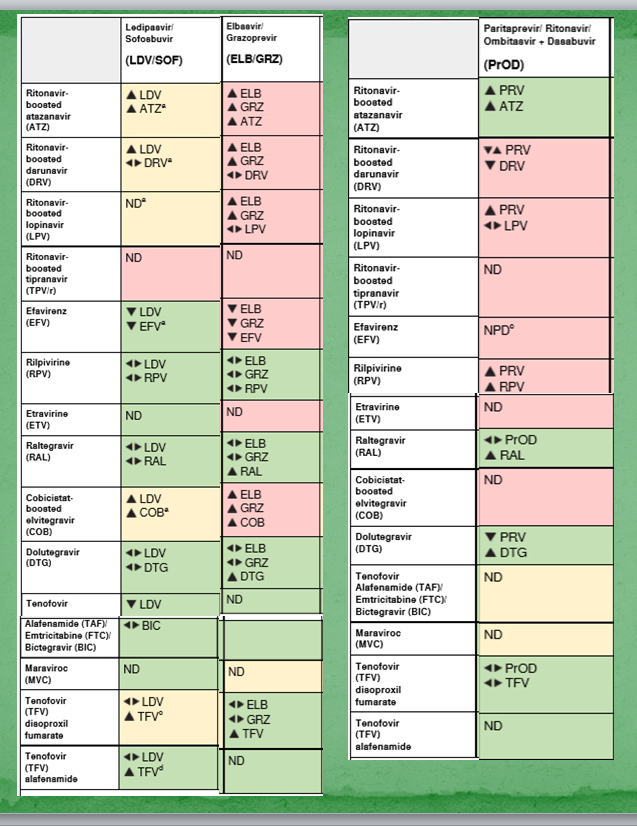 Ledipasvir/
Sofosbuvir
(LDV/SOF)
Elbasvir/
Grazoprevir
(ELB/GRZ)
Ritonavir-
boosted
atazanavir
(ATZ)
▲ LDV
▲ ATZª
▲ ELB
▲ GRZ
▲ ATZ
Ritonavir-
boosted
darunavir
(DRV)
▲ LDV
◄► DRVª
▲ ELB
▲ GRZ
◄► DRV
Ritonavir-
boosted
lopinavir
(LPV)
NDª
▲ ELB
▲ GRZ
◄► LPV
Ritonavir-
boosted
tipranavir
(TPV/r)
ND
ND
Efavirenz
(EFV)
▼ LDV
▼ EFVª
▼ ELB
▼ GRZ
▼ EFV
Rilpivirine
(RPV)
◄► LDV
◄► RPV
◄► ELB
◄► GRZ
◄► RPV
Etravirine
(ETV)
ND
ND
Raltegravir
(RAL)
◄► LDV
◄► RAL
◄► ELB
◄► GRZ
▲ RAL
Cobicistat-
boosted
elvitegravir
(COB)
▲ LDV
▲ COBª
▲ ELB
▲ GRZ
▲ COB
Dolutegravir
(DTG)
◄► LDV
◄► DTG
◄► ELB
◄► GRZ
▲ DTG
Tenofovir
▼ LDV
ND
Alafenamide (TAF)/
Emtricitabine (FTC)/
Bictegravir (BIC)
◄► BIC
Maraviroc
(MVC)
ND
ND
Tenofovir
(TFV)
disoproxil
fumarate
◄► LDV
▲ TFVᶜ
◄► ELB
◄► GRZ
▲ TFV
Tenofovir
(TFV)
alafenamide
◄► LDV
▲ TFVᵈ
ND
Paritaprevir/ Ritonavir/
Ombitasvir + Dasabuvir
(PrOD)
Ritonavir-
boosted
atazanavir
(ATZ)
▲ PRV
▲ ATZ
Ritonavir-
boosted
darunavir
(DRV)
▼▲ PRV
▼ DRV
Ritonavir-
boosted
lopinavir
(LPV)
▲ PRV
◄► LPV
Ritonavir-
boosted
tipranavir
(TPV/r)
ND
Efavirenz
(EFV)
NPDᵉ
Rilpivirine
(RPV)
▲ PRV
▲ RPV
Etravirine
(ETV)
ND
Raltegravir
(RAL)
◄► PrOD
▲ RAL
Cobicistat-
boosted
elvitegravir
(COB)
ND
Dolutegravir
(DTG)
▼ PRV
▲ DTG
Tenofovir
Alafenamide (TAF)/
Emtricitabine (FTC)/
Bictegravir (BIC)
ND
Maraviroc
(MVC)
ND
Tenofovir
(TFV)
disoproxil
fumarate
◄► PrOD
◄► TFV
Tenofovir
(TFV)
alafenamide
ND